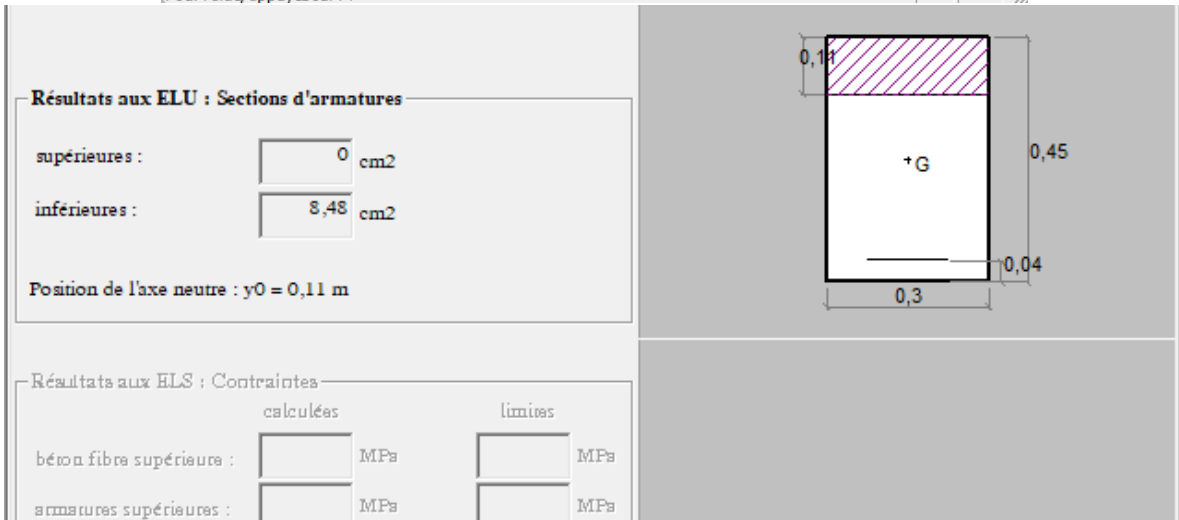 Résultats aux ELU : Sections d'armatures
supérieures :
0
cm2
inférieures :
8,48
cm2
Position de l'axe neutre : y0 = 0,11 m
0,11
G
0,45
0,04
0,3
Résultats aux ELS : Contraintes
calculées
limites
béton fibre supérieure :
MPa
MPa
armatures supérieures :
MPa
MPa